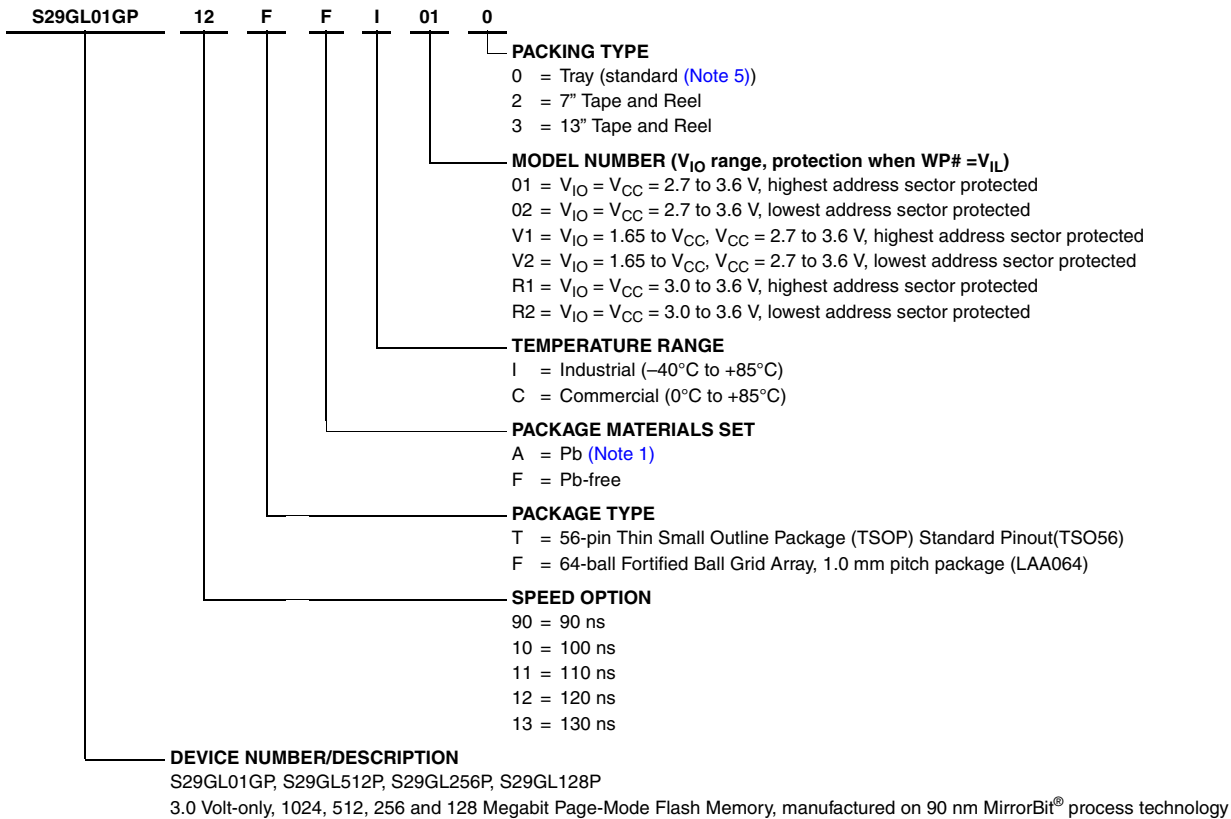 S29GL01GP 12 F F I 01 0
PACKING TYPE
0 = Tray (standard (Note 5))
2 = 7” Tape and Reel
3 = 13” Tape and Reel
MODEL NUMBER (VIO range, protection when WP# =VIL)
01 = VIO = VCC = 2.7 to 3.6 V, highest address sector protected
02 = VIO = VCC = 2.7 to 3.6 V, lowest address sector protected
V1 = VIO = 1.65 to VCC, VCC = 2.7 to 3.6 V, highest address sector protected
V2 = VIO = 1.65 to VCC, VCC = 2.7 to 3.6 V, lowest address sector protected
R1 = VIO = VCC = 3.0 to 3.6 V, highest address sector protected
R2 = VIO = VCC = 3.0 to 3.6 V, lowest address sector protected
TEMPERATURE RANGE
I = Industrial (–40°C to +85°C)
C = Commercial (0°C to +85°C)
PACKAGE MATERIALS SET
A = Pb (Note 1)
F = Pb-free
PACKAGE TYPE
T = 56-pin Thin Small Outline Package (TSOP) Standard Pinout(TSO56)
F = 64-ball Fortified Ball Grid Array, 1.0 mm pitch package (LAA064)
SPEED OPTION
90 = 90 ns
10 = 100 ns
11 = 110 ns
12 = 120 ns
13 = 130 ns
DEVICE NUMBER/DESCRIPTION
S29GL01GP, S29GL512P, S29GL256P, S29GL128P
3.0 Volt-only, 1024, 512, 256 and 128 Megabit Page-Mode Flash Memory, manufactured on 90 nm MirrorBit® process technology